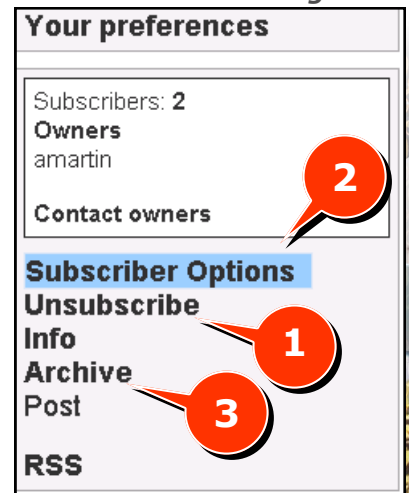 Your preferences
Subscribers: 2
Owners
amartin
2
Contact owners
Subscriber Options
Unsubscribe
1
Info
Archive
3
Post
RSS